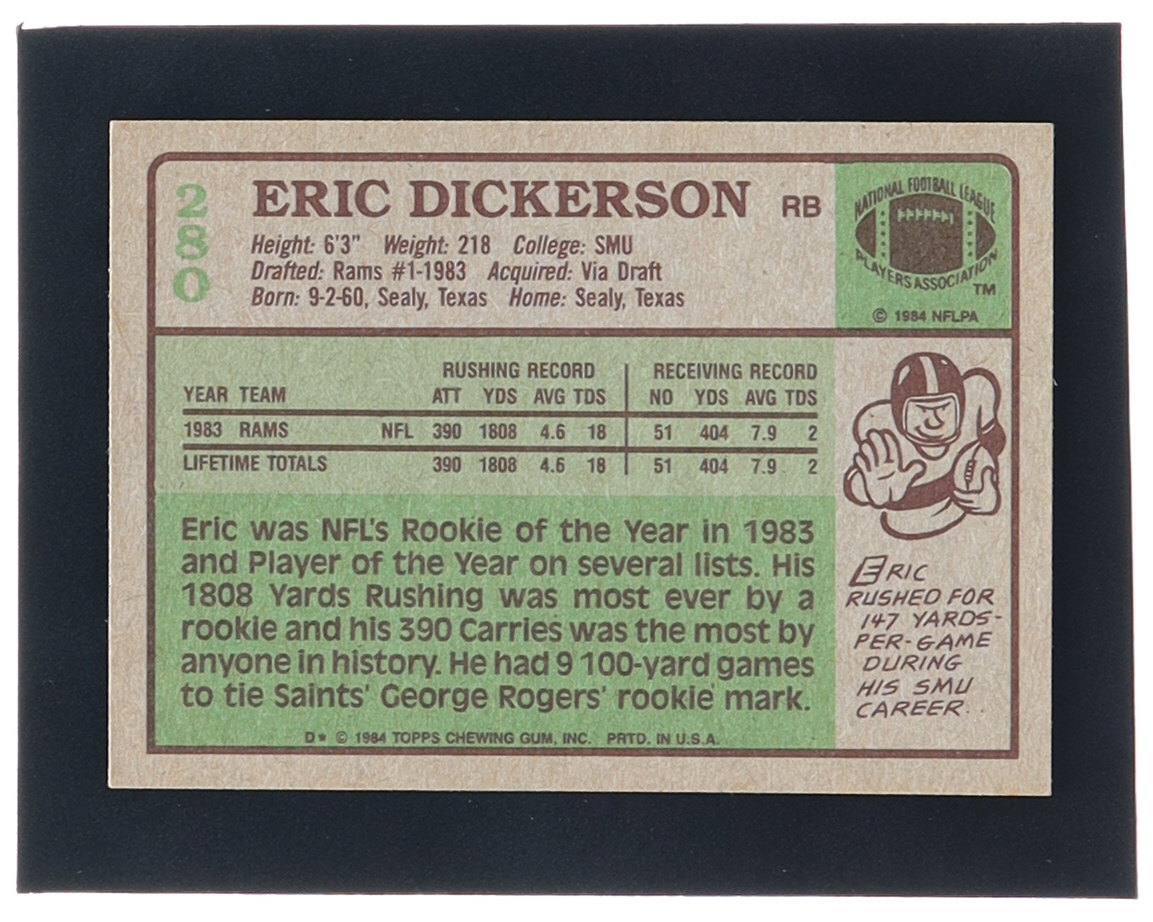 280
ERIC DICKERSON RB
Height: 6'3" Weight: 218 College: SMU
Drafted: Rams #1-1983 Acquired: Via Draft
Born: 9-2-60, Sealy, Texas Home: Sealy, Texas
NATIONAL FOOTBALL LEAGUE
PLAYERS ASSOCIATION
TM
© 1984 NFLPA
RUSHING RECORD RECEIVING RECORD
YEAR TEAM ATT YDS AVG TDS NO YDS AVG TDS
1983 RAMS NFL 390 1808 4.6 18 51 404 7.9 2
LIFETIME TOTALS 390 1808 4.6 18 51 404 7.9 2
Eric was NFL's Rookie of the Year in 1983
and Player of the Year on several lists. His
1808 Yards Rushing was most ever by a
rookie and his 390 Carries was the most by
anyone in history. He had 9 100-yard games
to tie Saints' George Rogers' rookie mark.
D* © 1984 TOPPS CHEWING GUM, INC. PRTD. IN U.S.A.
ERIC
RUSHED FOR
147 YARDS-
PER-GAME
DURING
HIS SMU
CAREER.